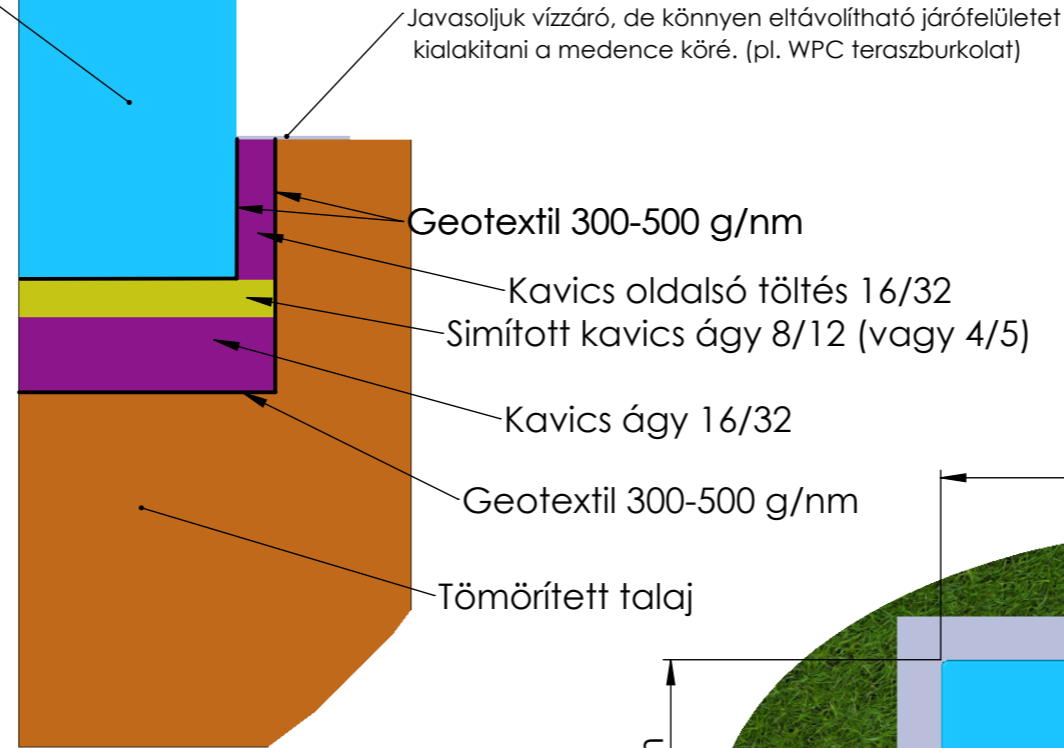 Javasoljuk vízzáró, de könnyen eltávolítható járófelületet
kialakitani a medence köré. (pl. WPC teraszburkolat)
Geotextil 300-500 g/nm
Kavics oldalsó töltés 16/32
Simított kavics ágy 8/12 (vagy 4/5)
Kavics ágy 16/32
Geotextil 300-500 g/nm
Tömörített talaj